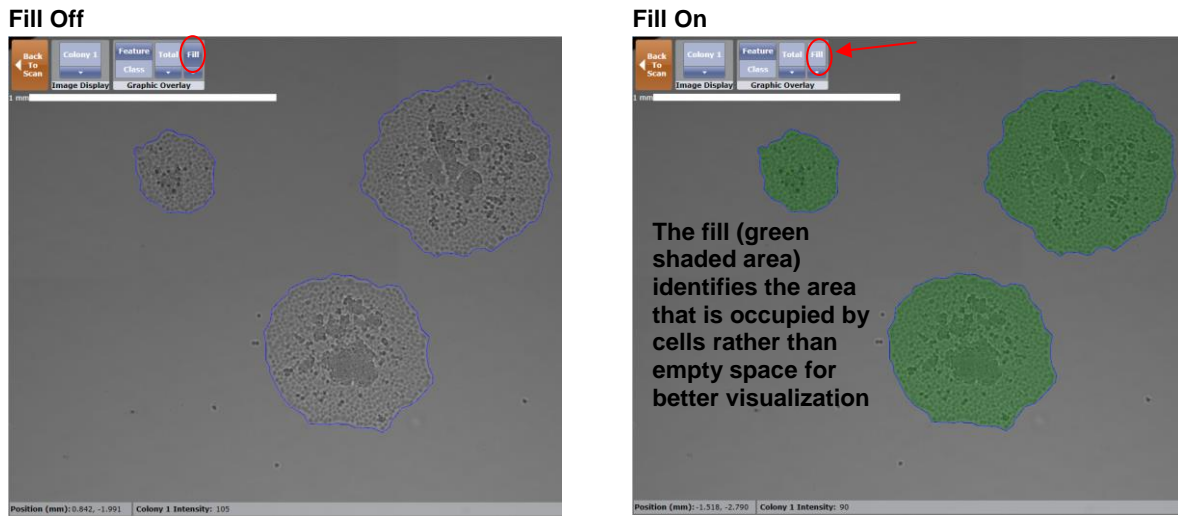 Fill Off
Back To Scan
Colony 1
Image Display
Feature
Class
Total
Fill
Graphic Overlay
1 mm
Position (mm): 0.842, -1.991
Colony 1 Intensity: 105
Fill On
Back To Scan
Colony 1
Image Display
Feature
Class
Total
Fill
Graphic Overlay
1 mm
The fill (green
shaded area)
identifies the area
that is occupied by
cells rather than
empty space for
better visualization
Position (mm): -1.518, -2.790
Colony 1 Intensity: 90